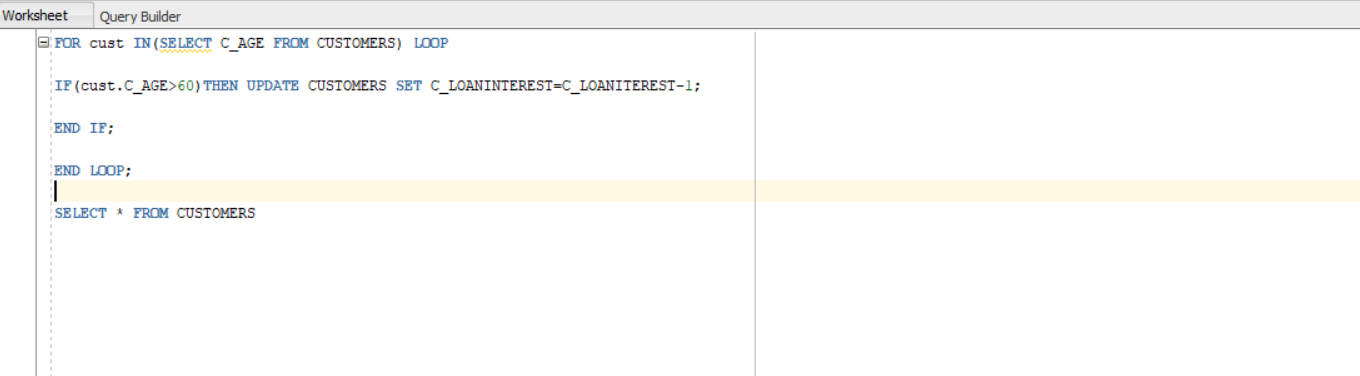 Worksheet Query Builder
FOR cust IN(SELECT C_AGE FROM CUSTOMERS) LOOP
IF(cust.C_AGE>60)THEN UPDATE CUSTOMERS SET C_LOANINTEREST=C_LOANITEREST-1;
END IF;
END LOOP;
SELECT * FROM CUSTOMERS